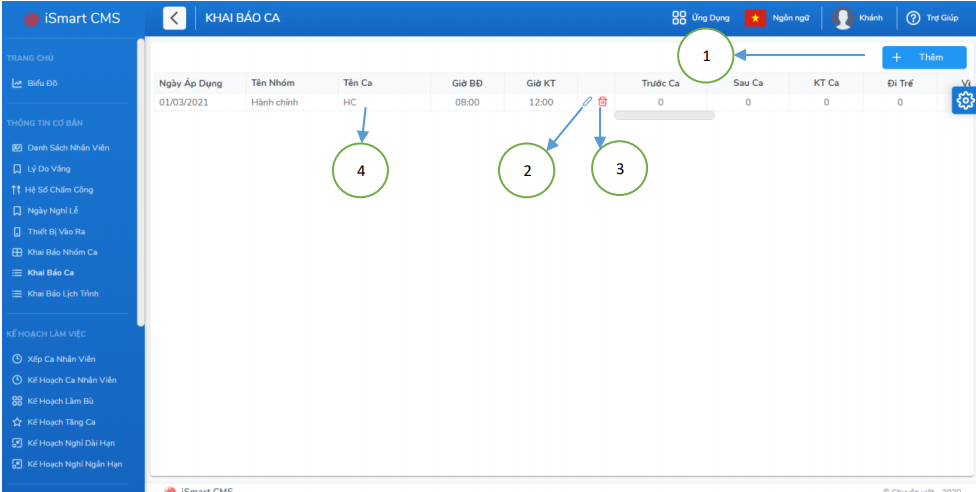 iSmart CMS
KHAI BÁO CA
Ứng Dụng
Ngôn ngữ
Khánh
Trợ Giúp
TRANG CHỦ
Biểu Đồ
THÔNG TIN CƠ BẢN
Danh Sách Nhân Viên
Lý Do Vắng
Hệ Số Chấm Công
Ngày Nghỉ Lễ
Thiết Bị Vào Ra
Khai Báo Nhóm Ca
Khai Báo Ca
Khai Báo Lịch Trình
KẾ HOẠCH LÀM VIỆC
Xếp Ca Nhân Viên
Kế Hoạch Ca Nhân Viên
Kế Hoạch Làm Bù
Kế Hoạch Tăng Ca
Kế Hoạch Nghỉ Dài Hạn
Kế Hoạch Nghỉ Ngắn Hạn
1
+ Thêm
Ngày Áp Dụng Tên Nhóm Tên Ca Giờ BĐ Giờ KT Trước Ca Sau Ca KT Ca Đi Trễ
01/03/2021 Hành chính HC 08:00 12:00 0 0 0 0
4
2
3
iSmart CMS